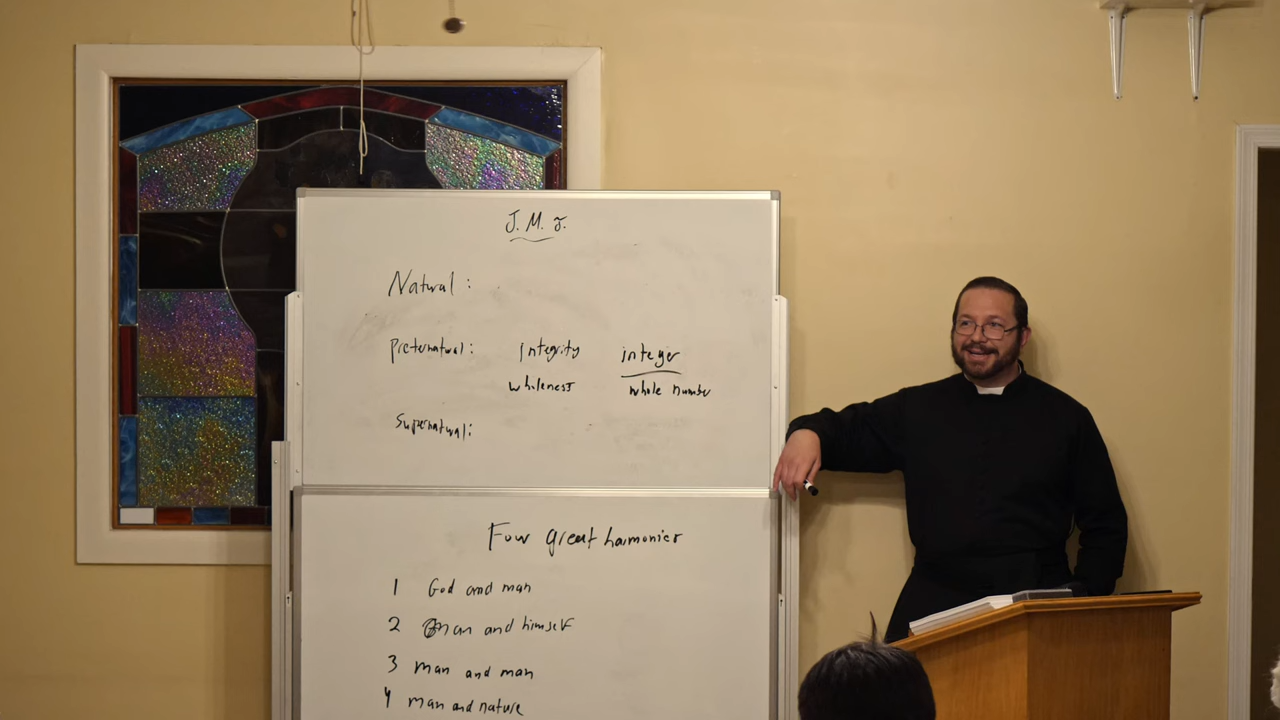 J. M. J.
Natural:
Preternatural: integrity integer
wholeness whole number
Supernatural:
Four great harmonies
1 God and man
2 man and himself
3 man and man
4 man and nature